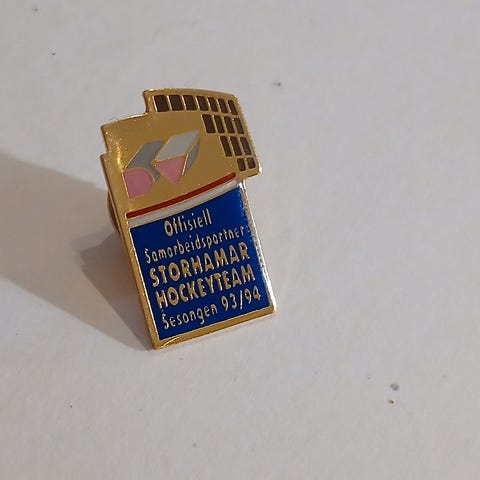 Offisiell
Samarbeidspartner
STORHAMAR
HOCKEYTEAM
Sesongen 93/94